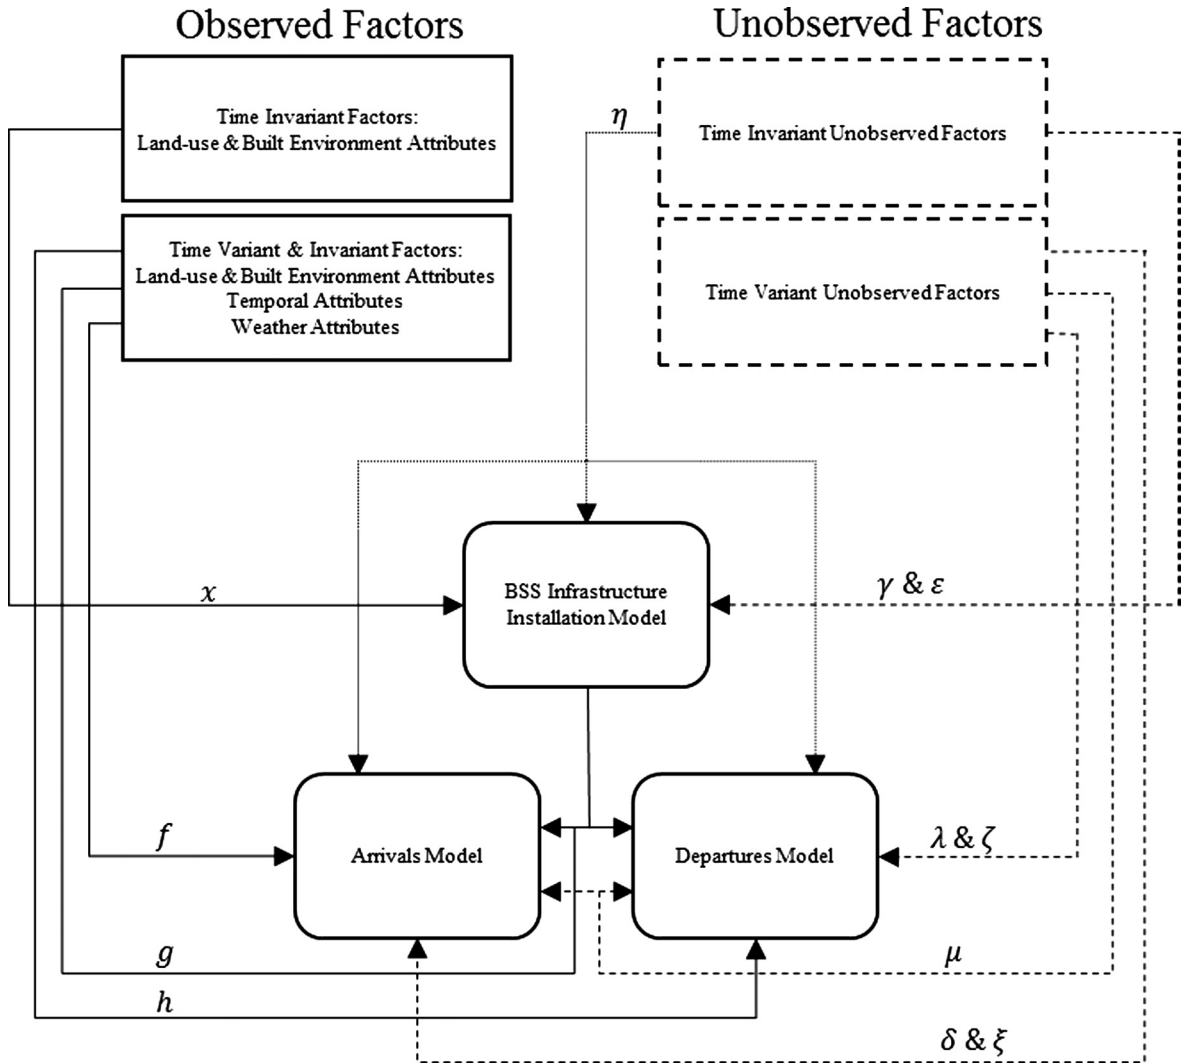 Observed Factors
Unobserved Factors
Time Invariant Factors:
Land-use & Built Environment Attributes
η
Time Invariant Unobserved Factors
Time Variant & Invariant Factors:
Land-use & Built Environment Attributes
Temporal Attributes
Weather Attributes
Time Variant Unobserved Factors
x
BSS Infrastructure
Installation Model
γ & ε
f
Arrivals Model
Departures Model
λ & ζ
g
μ
h
δ & ξ